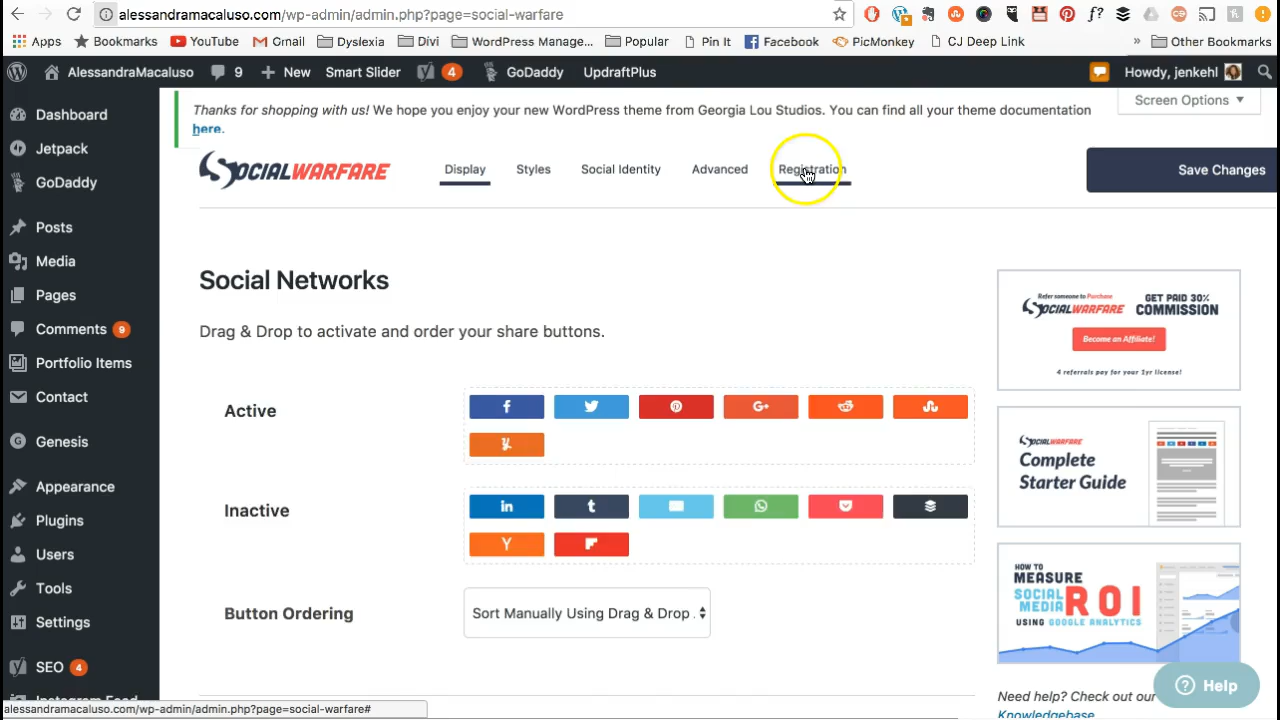 alessandramacaluso.com/wp-admin/admin.php?page=social-warfare
Apps Bookmarks YouTube Gmail Dyslexia Divi WordPress Manage... Popular Pin It Facebook PicMonkey CJ Deep Link » Other Bookmarks
AlessandraMacaluso 9 + New Smart Slider 4 GoDaddy UpdraftPlus Howdy, jenkehl
Thanks for shopping with us! We hope you enjoy your new WordPress theme from Georgia Lou Studios. You can find all your theme documentation
here.
Screen Options
SOCIALWARFARE Display Styles Social Identity Advanced Registration Save Changes
Dashboard
Jetpack
GoDaddy
Posts
Media
Pages
Comments 9
Portfolio Items
Contact
Genesis
Appearance
Plugins
Users
Tools
Settings
SEO 4
Instagram Feed
Social Networks
Drag & Drop to activate and order your share buttons.
Active
Inactive
Button Ordering
Sort Manually Using Drag & Drop .
Refer someone to Purchase
SOCIALWARFARE
GET PAID 30%
COMMISSION
Become an Affiliate!
4 referrals pay for your 1yr license!
SOCIALWARFARE
Complete
Starter Guide
HOW TO
MEASURE
SOCIAL
MEDIA
ROI
USING GOOGLE ANALYTICS
Need help? Check out our
Knowledgebase
Help
alessandramacaluso.com/wp-admin/admin.php?page=social-warfare#